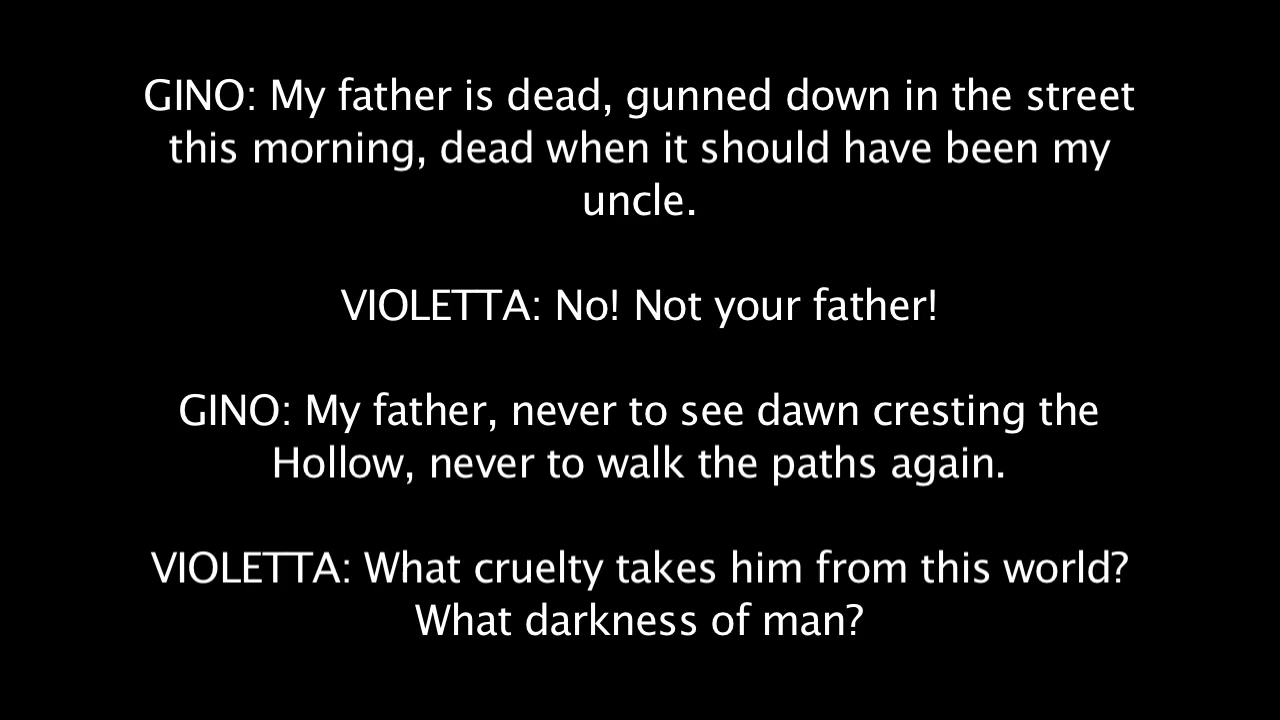 GINO: My father is dead, gunned down in the street
this morning, dead when it should have been my
uncle.
VIOLETTA: No! Not your father!
GINO: My father, never to see dawn cresting the
Hollow, never to walk the paths again.
VIOLETTA: What cruelty takes him from this world?
What darkness of man?